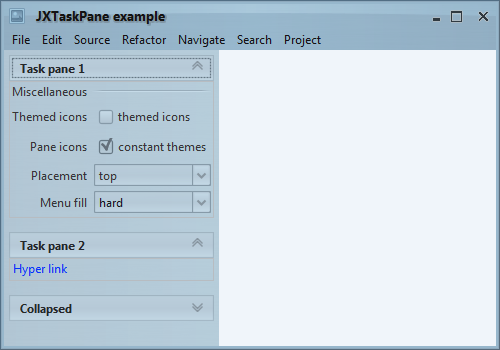 JXTaskPane example
File Edit Source Refactor Navigate Search Project
Task pane 1
Miscellaneous
Themed icons themed icons
Pane icons constant themes
Placement top
Menu fill hard
Task pane 2
Hyper link
Collapsed